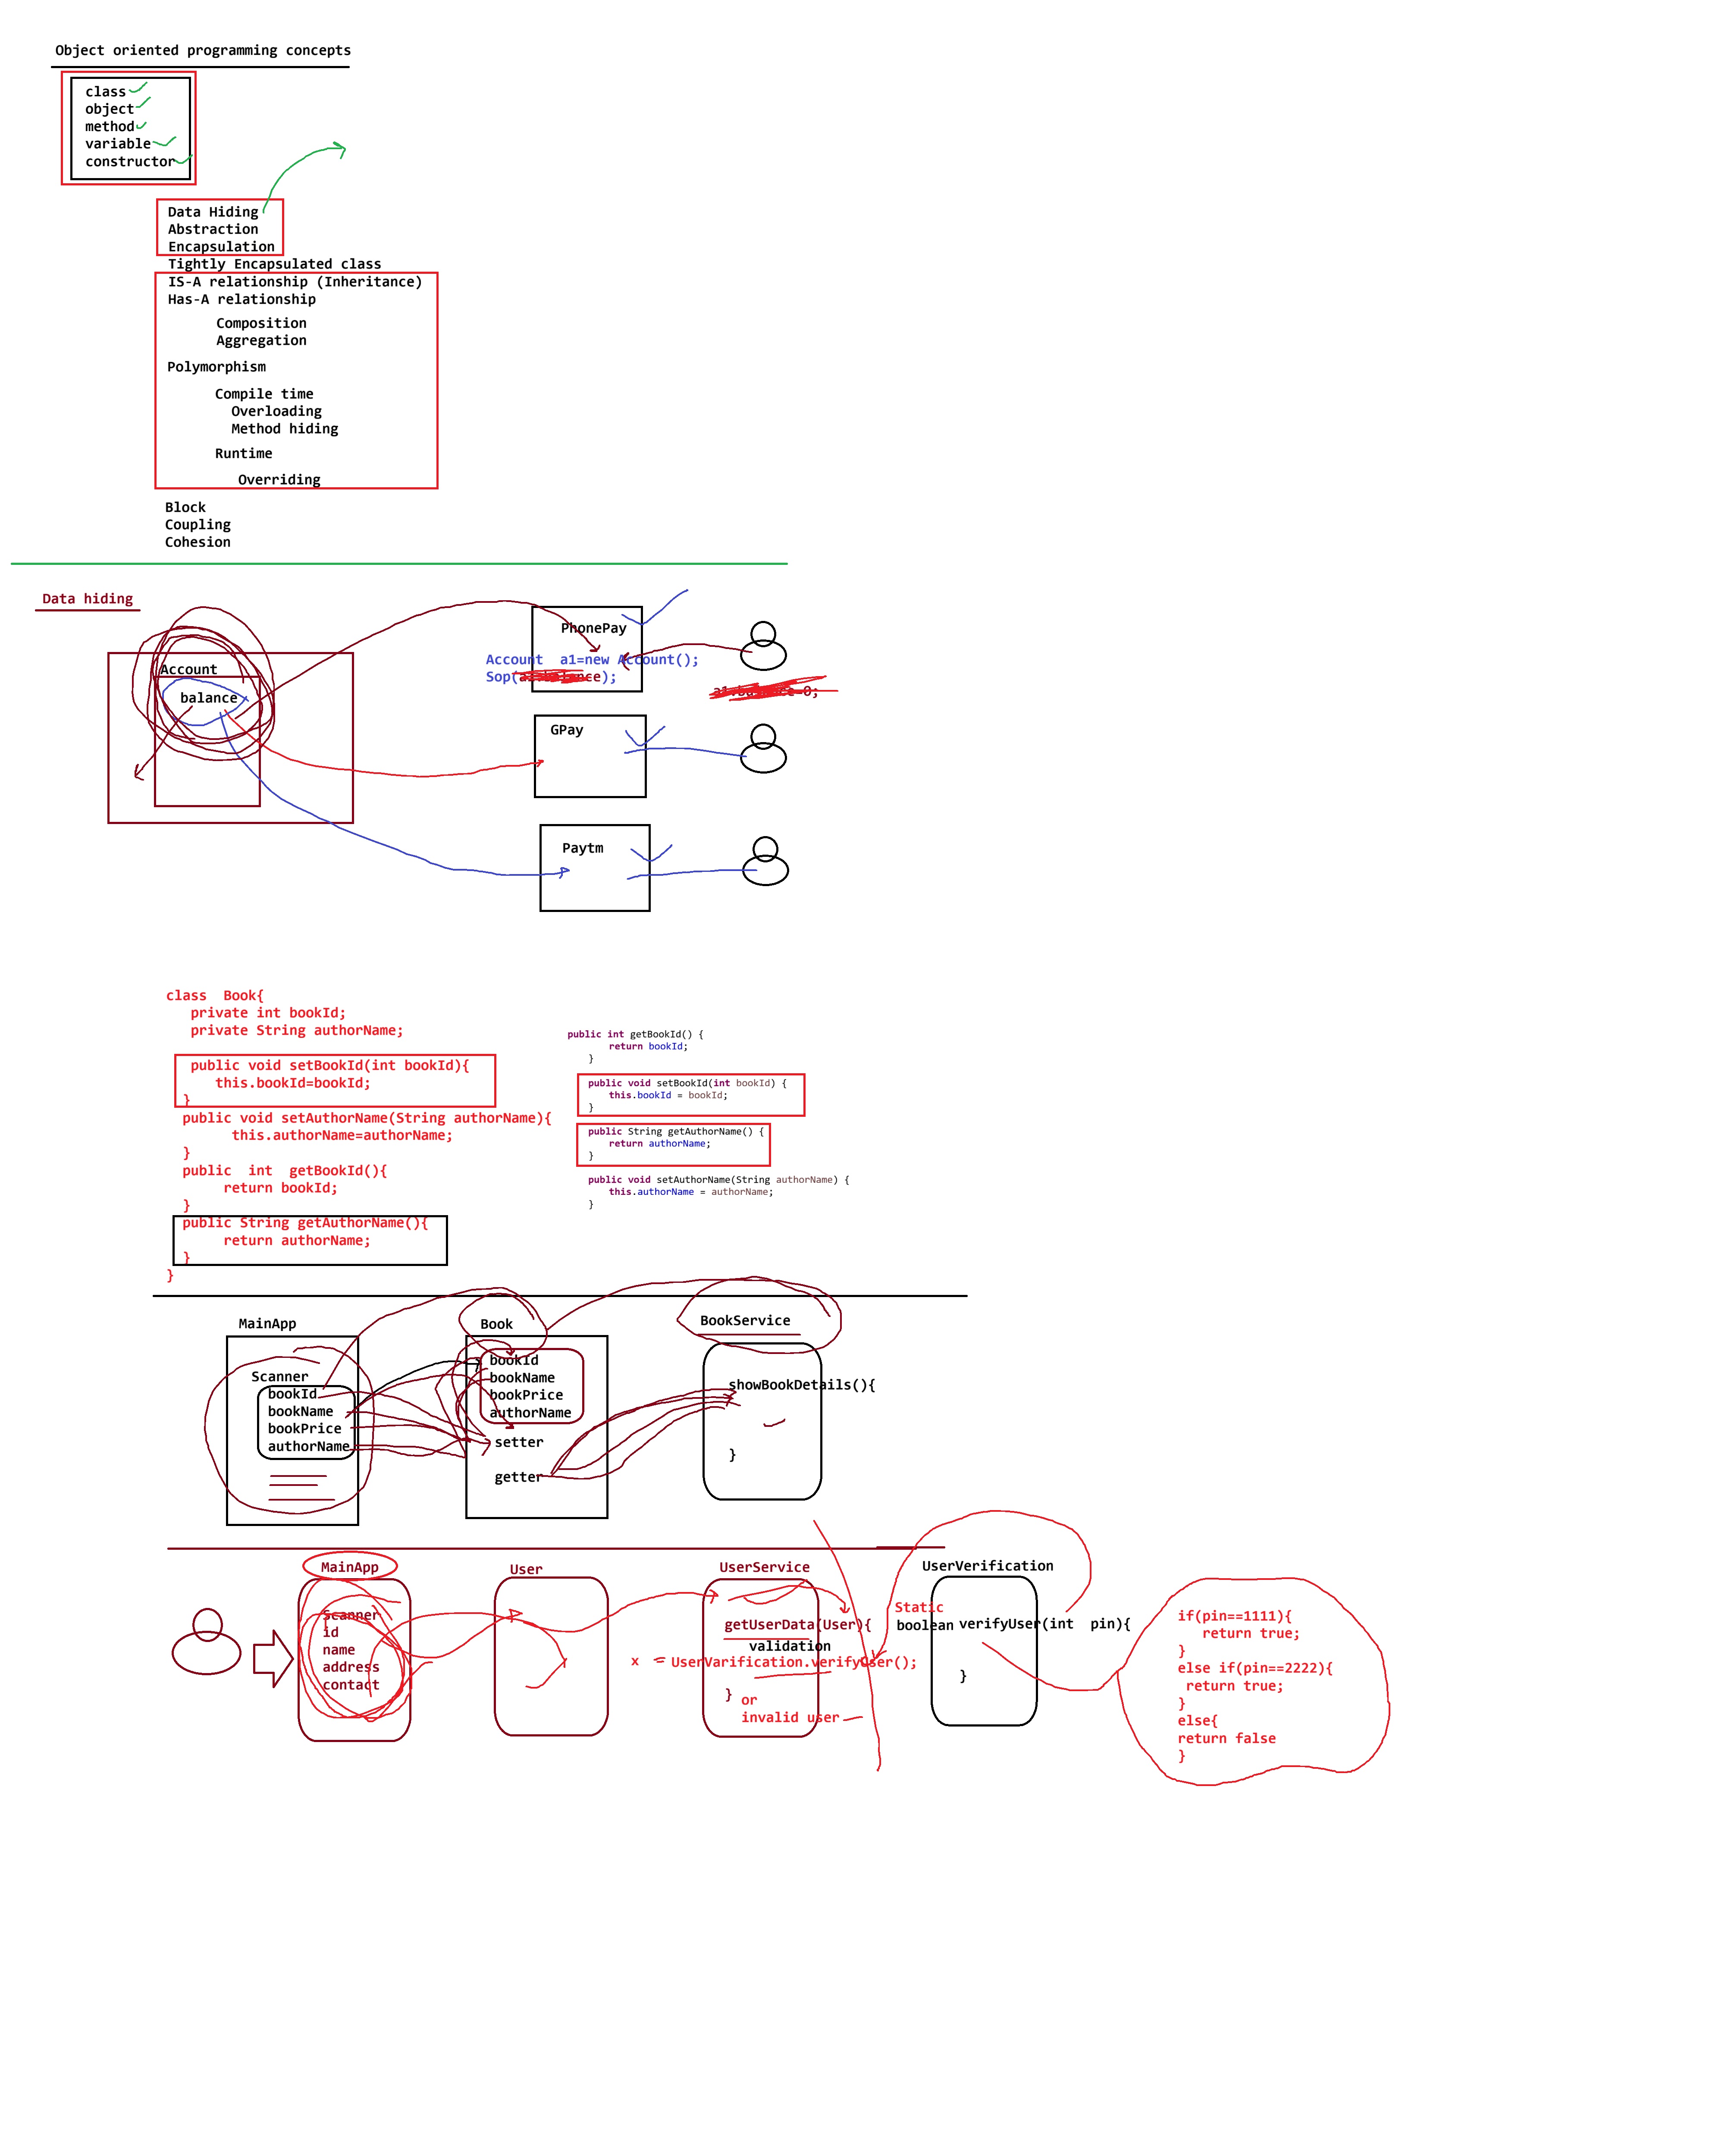 Object oriented programming concepts
class
object
method
variable
constructor
Data Hiding
Abstraction
Encapsulation
Tightly Encapsulated class
IS-A relationship (Inheritance)
Has-A relationship
Composition
Aggregation
Polymorphism
Compile time
Overloading
Method hiding
Runtime
Overriding
Block
Coupling
Cohesion
Data hiding
Account
balance
PhonePay
Account  a1=new Account();
Sop(a1.balance);
a1.balance=0;
GPay
Paytm
class  Book{
private int bookId;
private String authorName;
public void setBookId(int bookId){
this.bookId=bookId;
}
public void setAuthorName(String authorName){
this.authorName=authorName;
}
public  int  getBookId(){
return bookId;
}
public String getAuthorName(){
return authorName;
}
}
public int getBookId() {
return bookId;
}
public void setBookId(int bookId) {
this.bookId = bookId;
}
public String getAuthorName() {
return authorName;
}
public void setAuthorName(String authorName) {
this.authorName = authorName;
}
MainApp
Scanner
bookId
bookName
bookPrice
authorName
Book
bookId
bookName
bookPrice
authorName
setter
getter
BookService
showBookDetails(){
}
MainApp
Scanner
id
name
address
contact
User
UserService
getUserData(User){
validation
x = UserVarification.verifyUser();
}
or
invalid user
UserVerification
Static
boolean verifyUser(int  pin){
}
if(pin==1111){
return true;
}
else if(pin==2222){
return true;
}
else{
return false
}